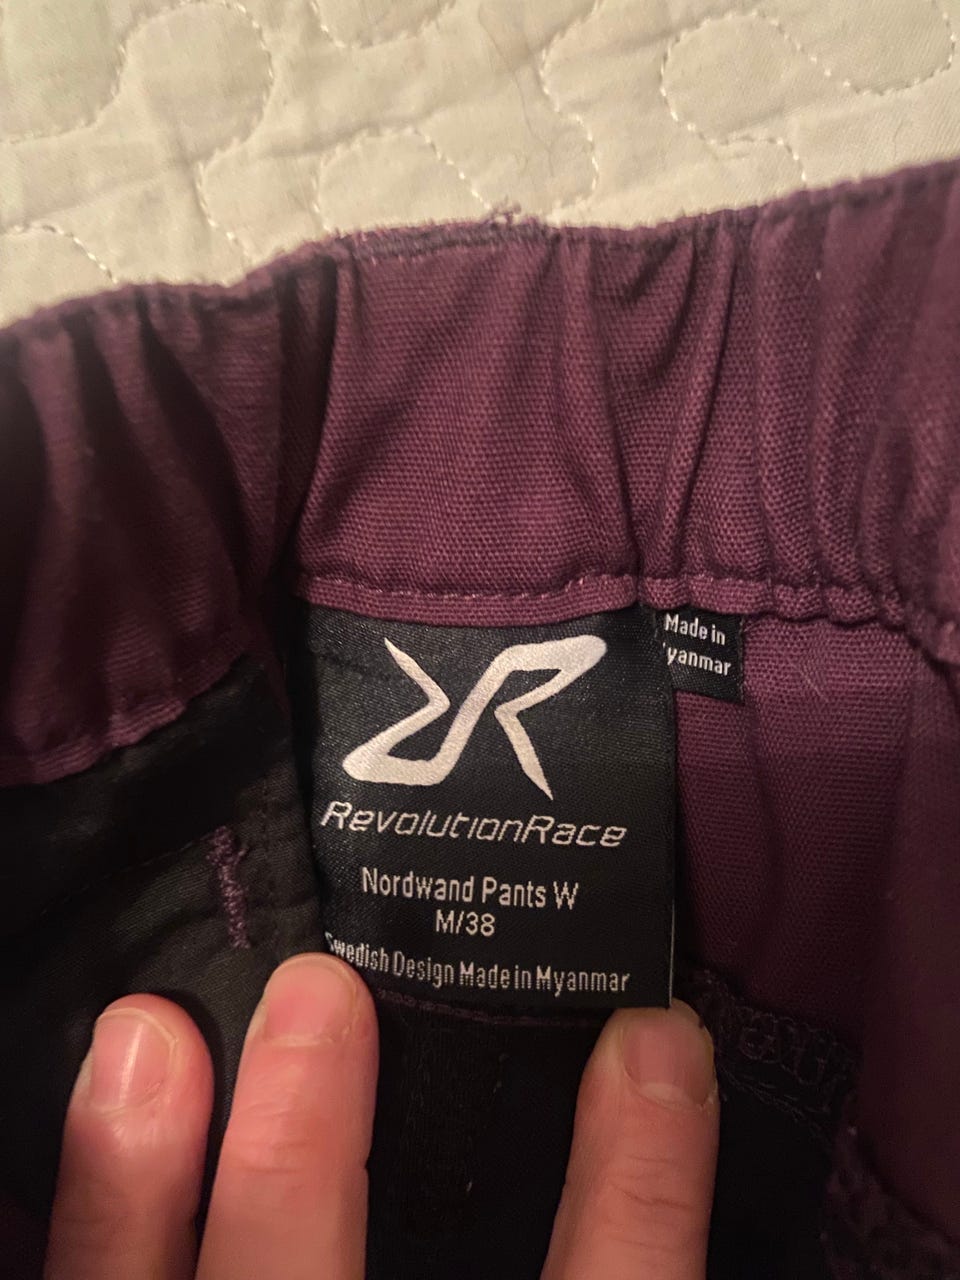 RevolutionRace
Nordwand Pants W
M/38
Swedish Design Made in Myanmar
Made in
yanmar